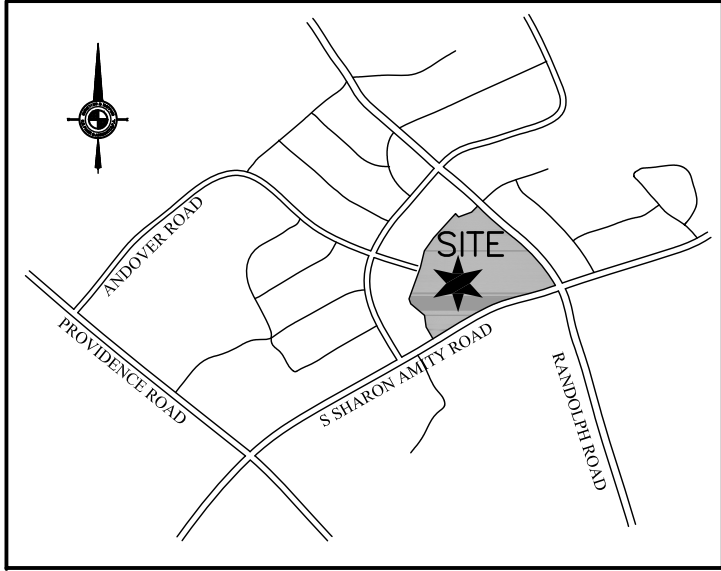 SITE
ANDOVER ROAD
PROVIDENCE ROAD
S SHARON AMITY ROAD
RANDOLPH ROAD